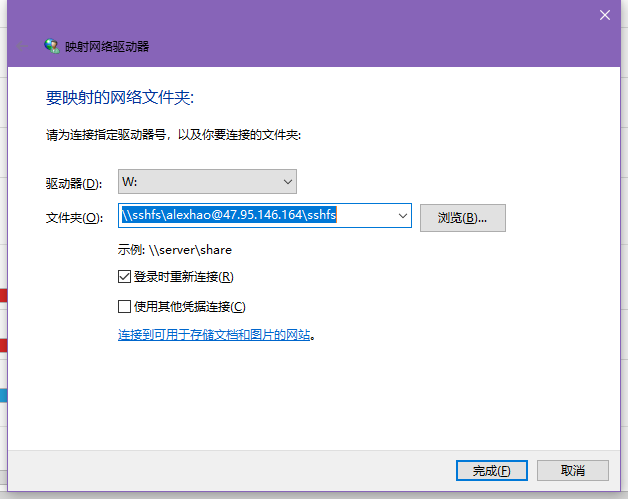 映射网络驱动器
要映射的网络文件夹:
请为连接指定驱动器号，以及你要连接的文件夹:
驱动器(D): W:
文件夹(O): \\sshfs\alexhao@47.95.146.164\sshfs 浏览(B)...
示例: \\server\share
登录时重新连接(R)
使用其他凭据连接(C)
连接到可用于存储文档和图片的网站。
完成(F) 取消